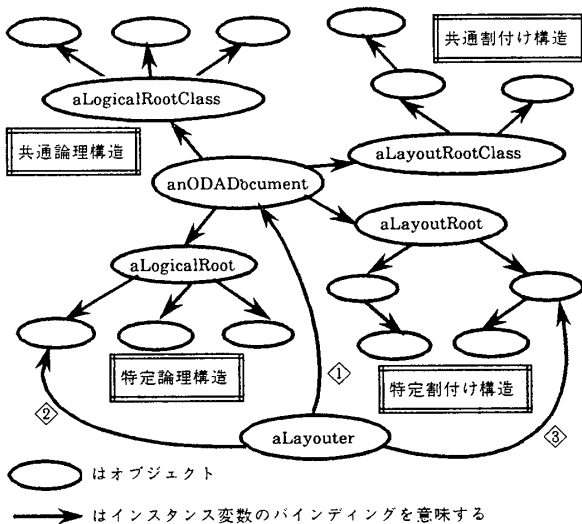 共通割付け構造
aLogicalRootClass
共通論理構造
aLayoutRootClass
anODADocument
aLayoutRoot
aLogicalRoot
特定論理構造
①
特定割付け構造
②
③
aLayouter
はオブジェクト
はインスタンス変数のバインディングを意味する